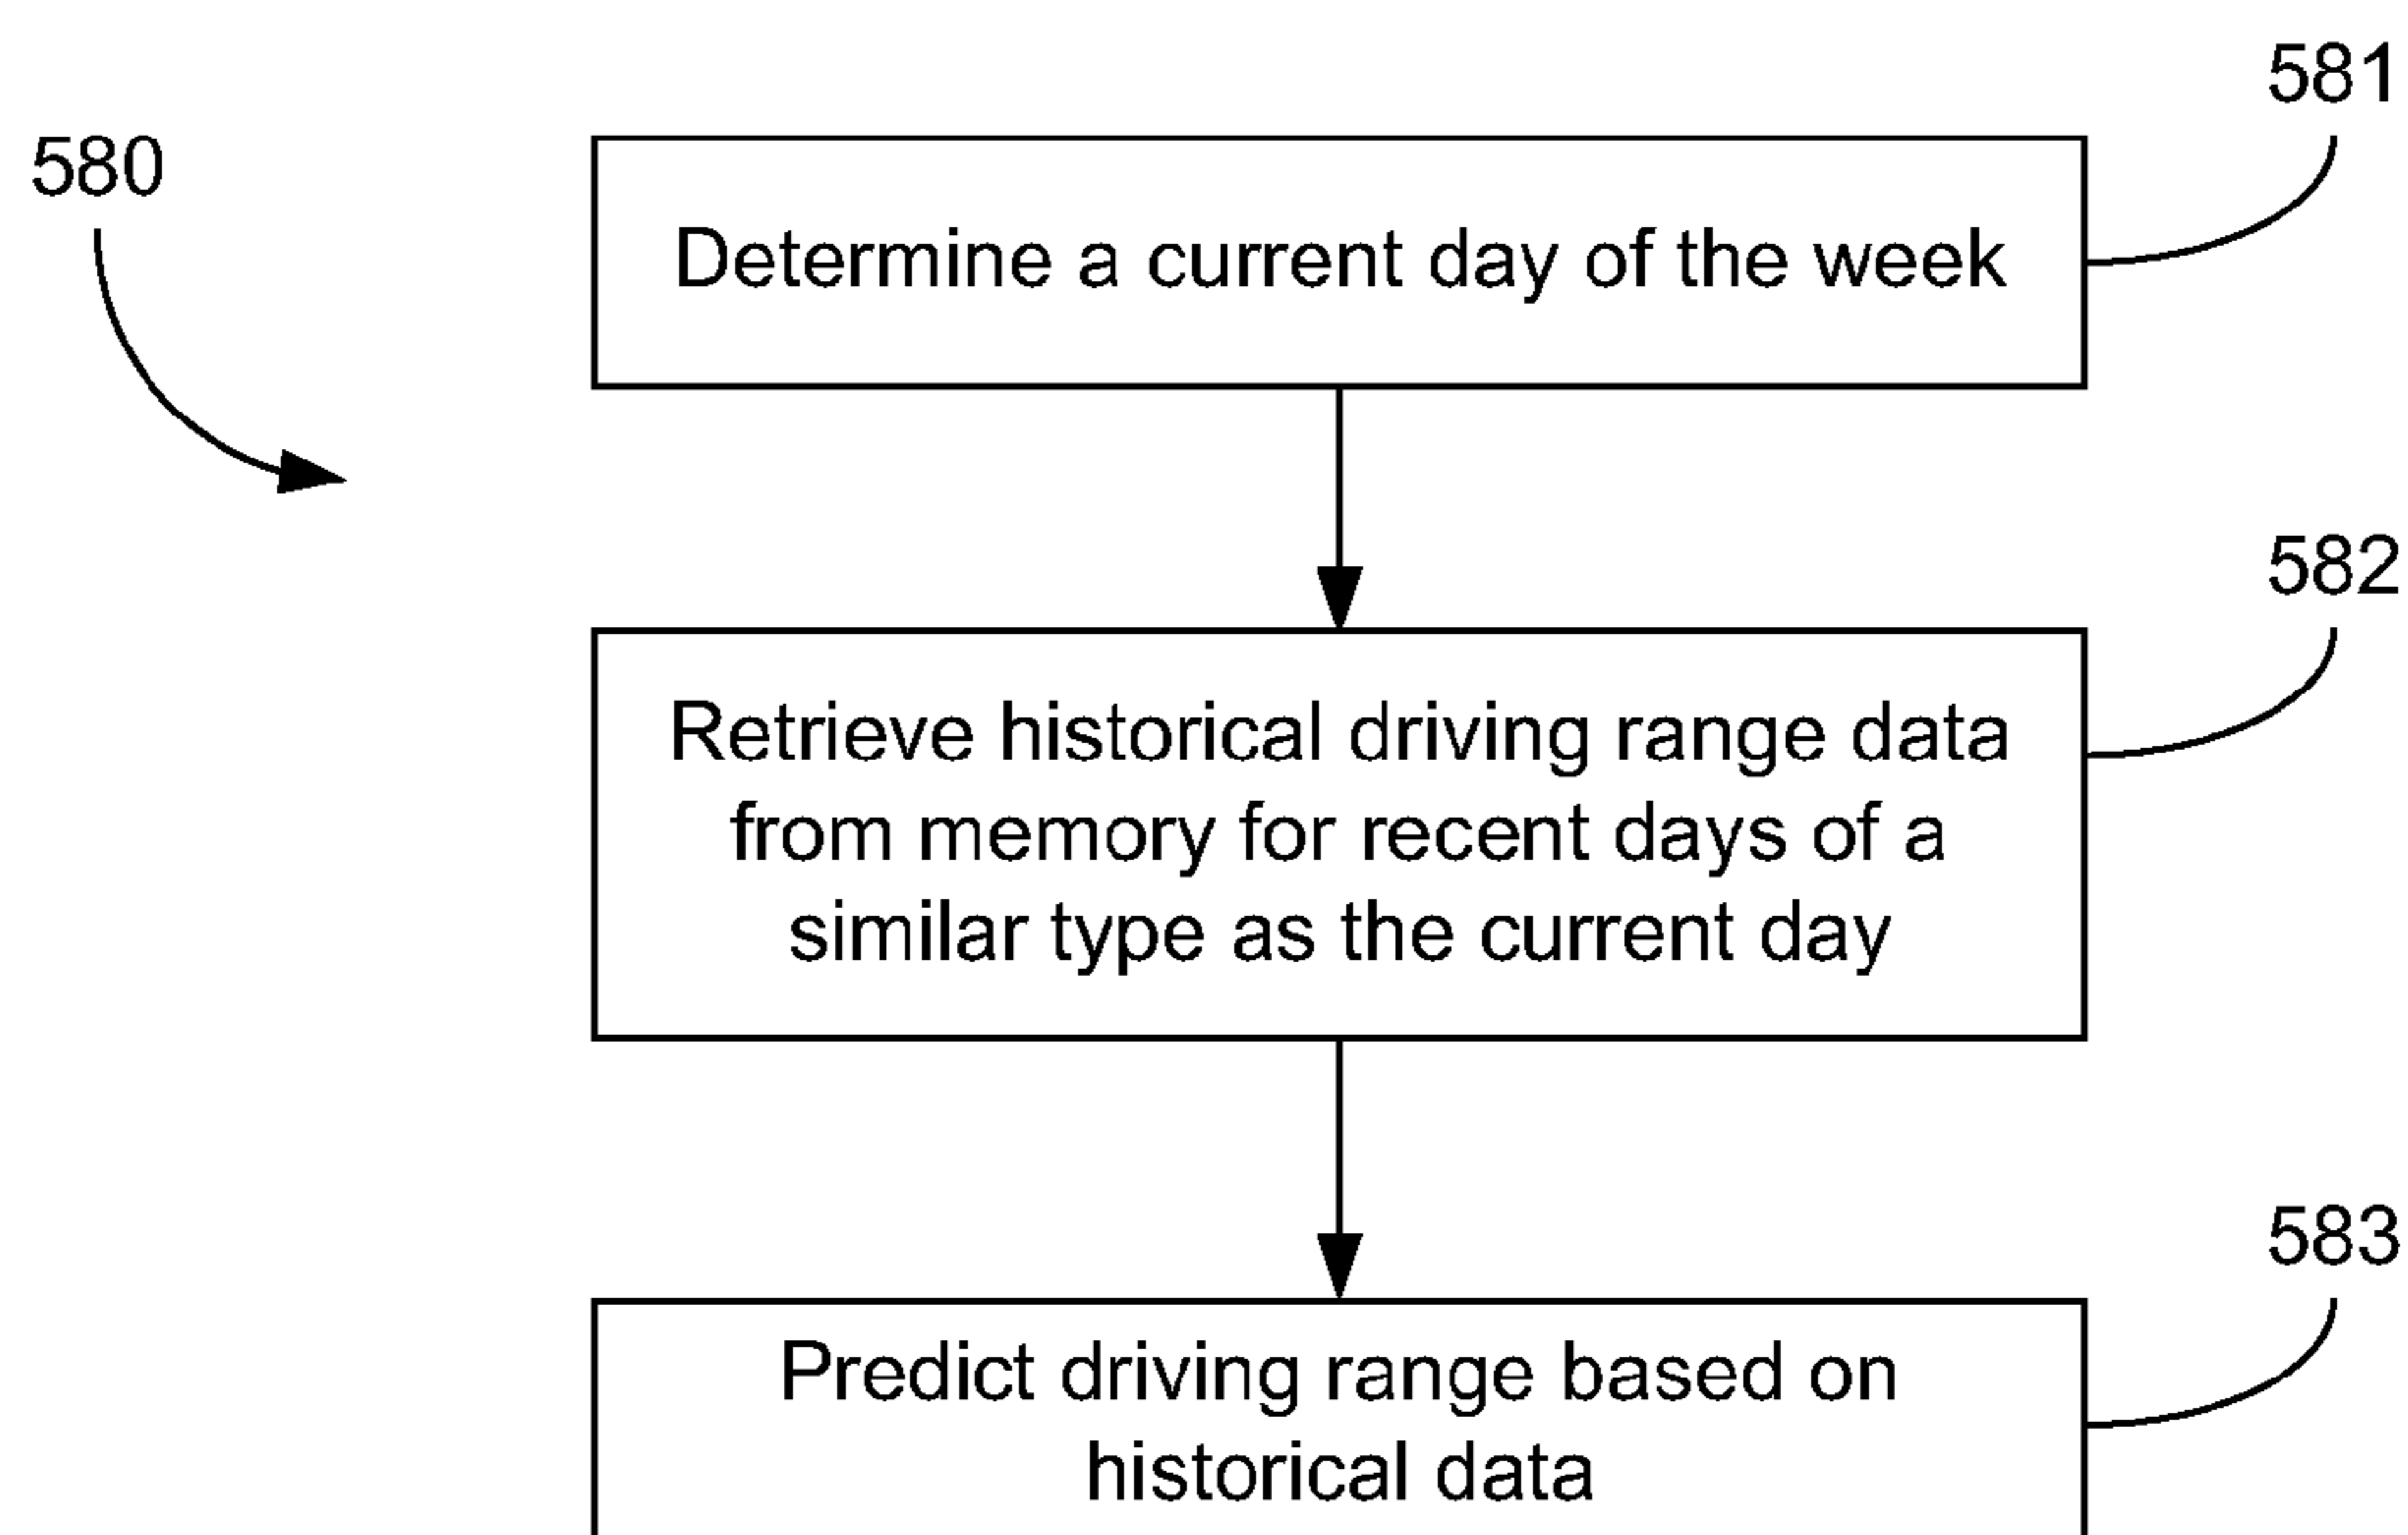 581
580
Determine a current day of the week
582
Retrieve historical driving range data
from memory for recent days of a
similar type as the current day
583
Predict driving range based on
historical data